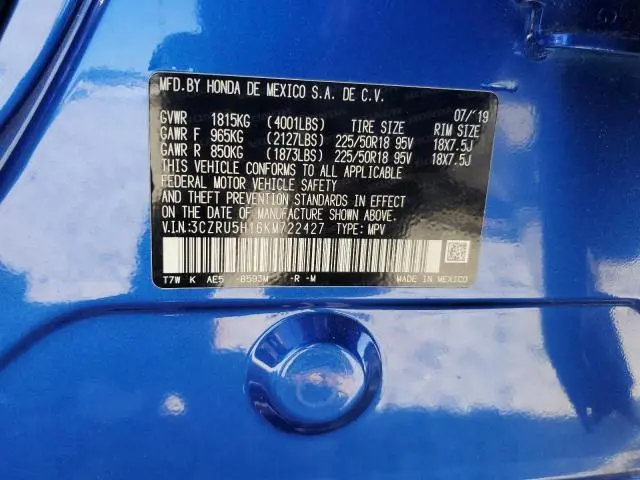 MFD.BY HONDA DE MEXICO S.A. DE C.V.
07/'19
GVWR 1815KG (4001LBS) TIRE SIZE RIM SIZE
GAWR F 965KG (2127LBS) 225/50R18 95V 18X7.5J
GAWR R 850KG (1873LBS) 225/50R18 95V 18X7.5J
THIS VEHICLE CONFORMS TO ALL APPLICABLE
FEDERAL MOTOR VEHICLE SAFETY
AND THEFT PREVENTION STANDARDS IN EFFECT
ON THE DATE OF MANUFACTURE SHOWN ABOVE.
V.I.N:3CZRU5H16KM722427 TYPE: MPV
T7W K AE5 -B593M -R -M MADE IN MEXICO